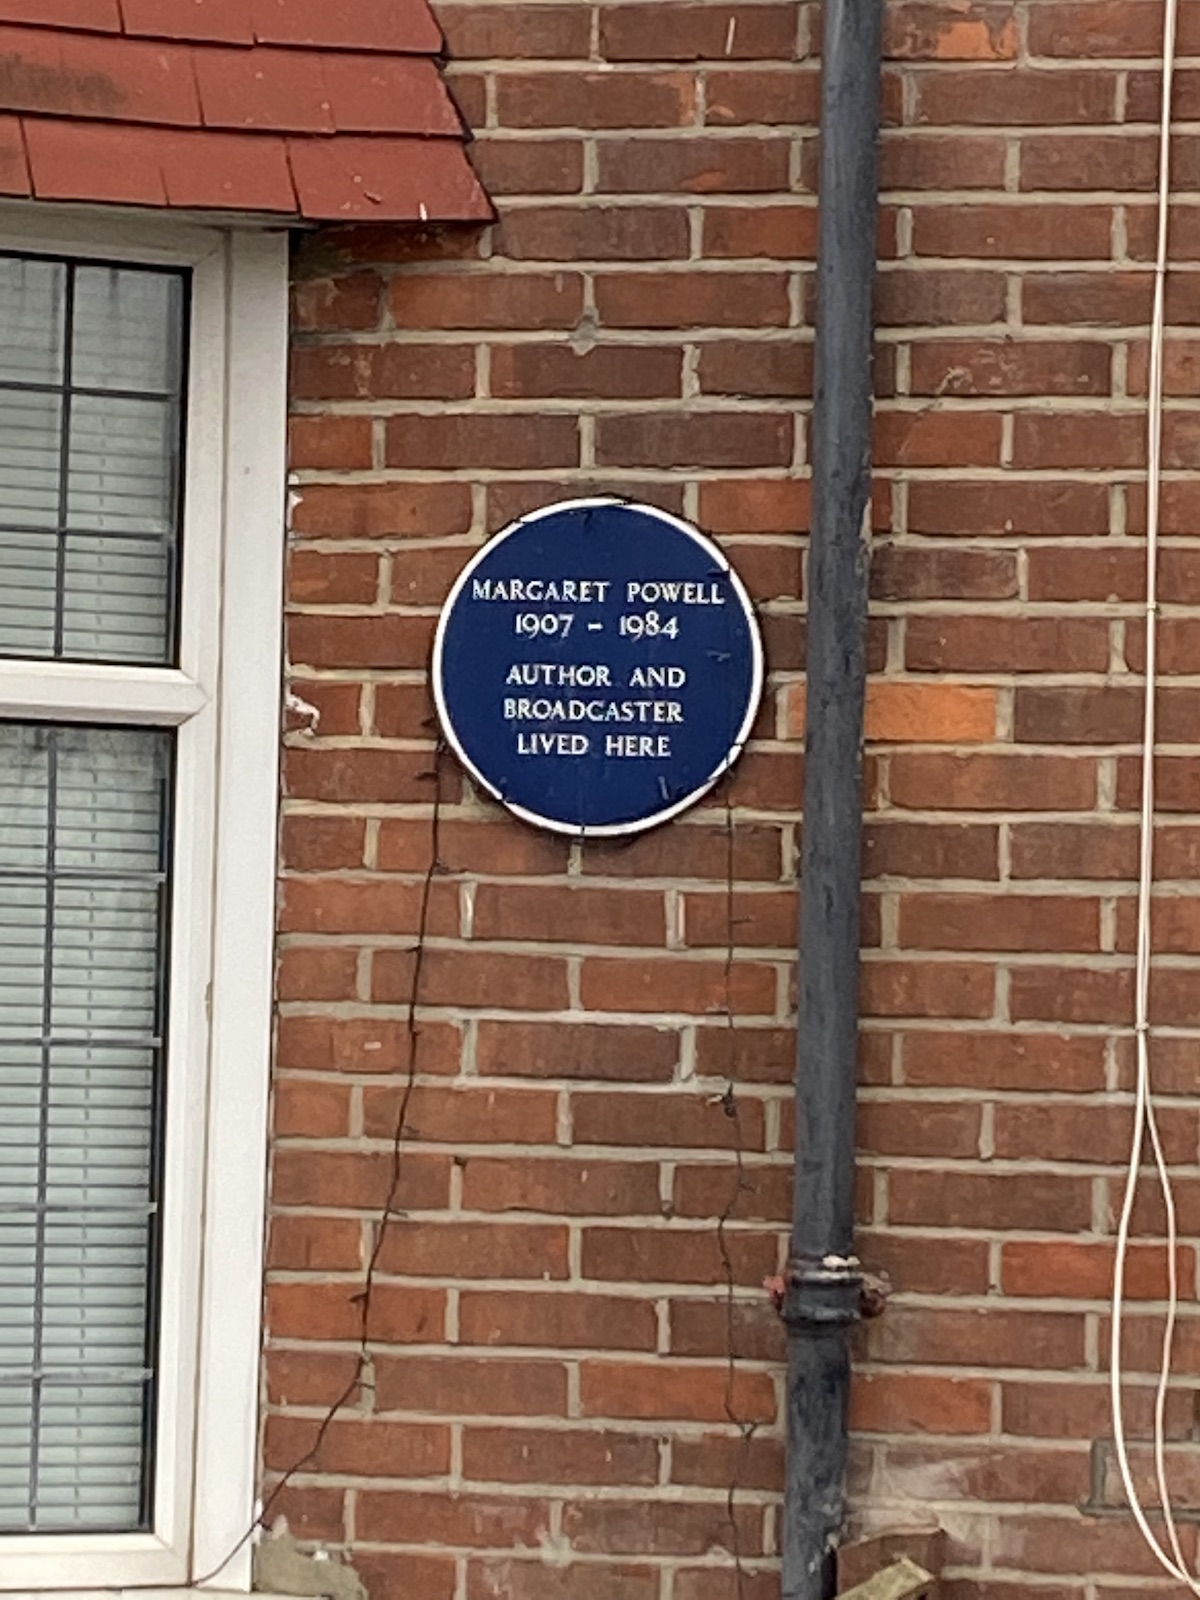 MARGARET POWELL
1907 - 1984
AUTHOR AND
BROADCASTER
LIVED HERE